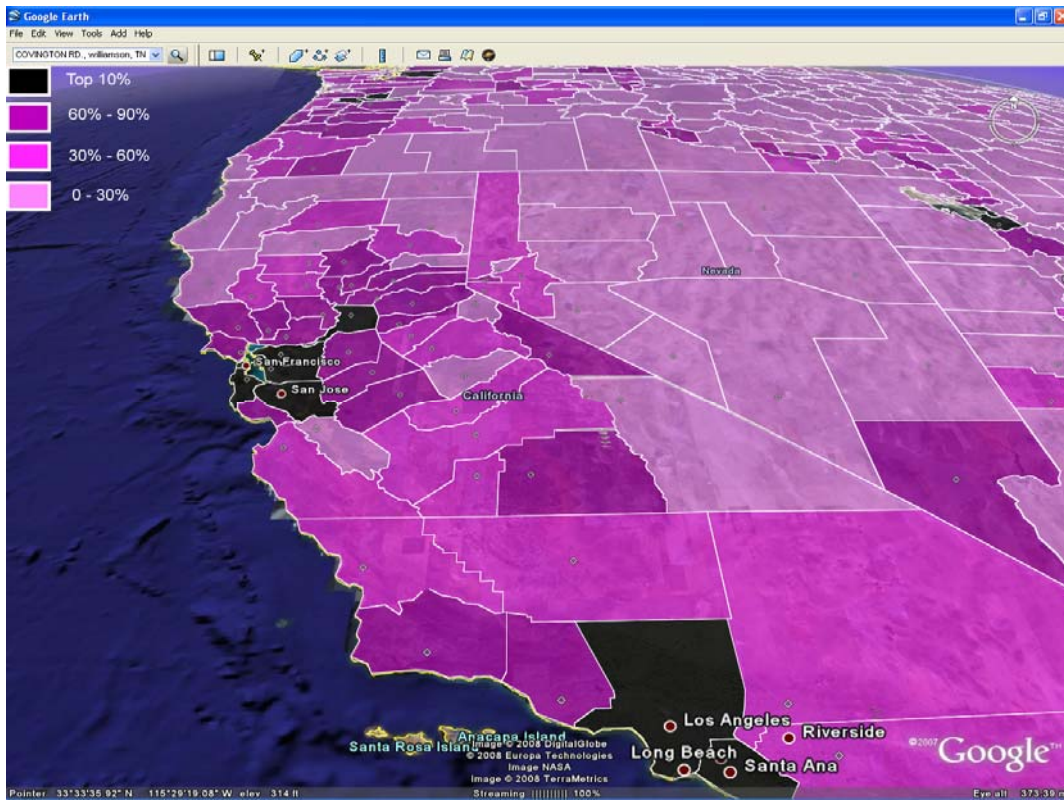 Google Earth
File Edit View Tools Add Help
COVINGTON RD., williamson, TN
Top 10%
60% - 90%
30% - 60%
0 - 30%
Nevada
San Francisco
San Jose
California
Los Angeles
Riverside
Long Beach
Santa Ana
Anacapa Island
Santa Rosa Island
Image © 2008 DigitalGlobe
© 2008 Europa Technologies
Image NASA
Image © 2008 TerraMetrics
©2007 Google™
Pointer 33°33'35.92" N 115°29'19.08" W elev 314 ft
Streaming |||||||||| 100%
Eye alt 373.39